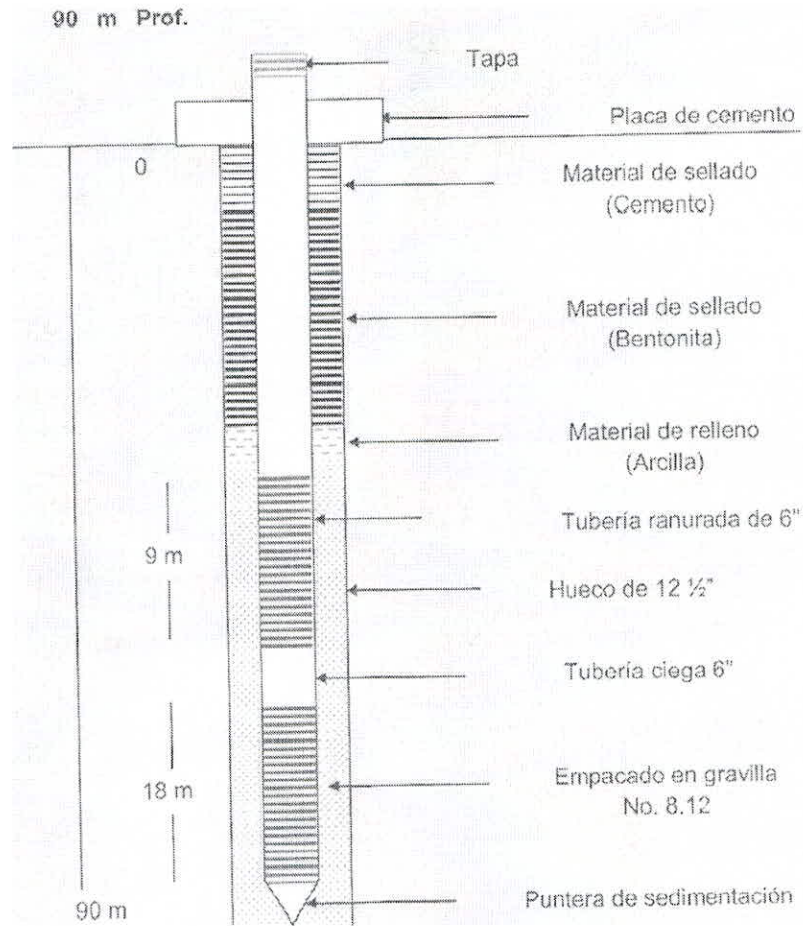 90 m Prof.
Tapa
Placa de cemento
0
Material de sellado
(Cemento)
Material de sellado
(Bentonita)
Material de relleno
(Arcilla)
Tubería ranurada de 6"
9 m
Hueco de 12 ½"
Tubería ciega 6"
Empacado en gravilla
No. 8.12
18 m
Puntera de sedimentación
90 m